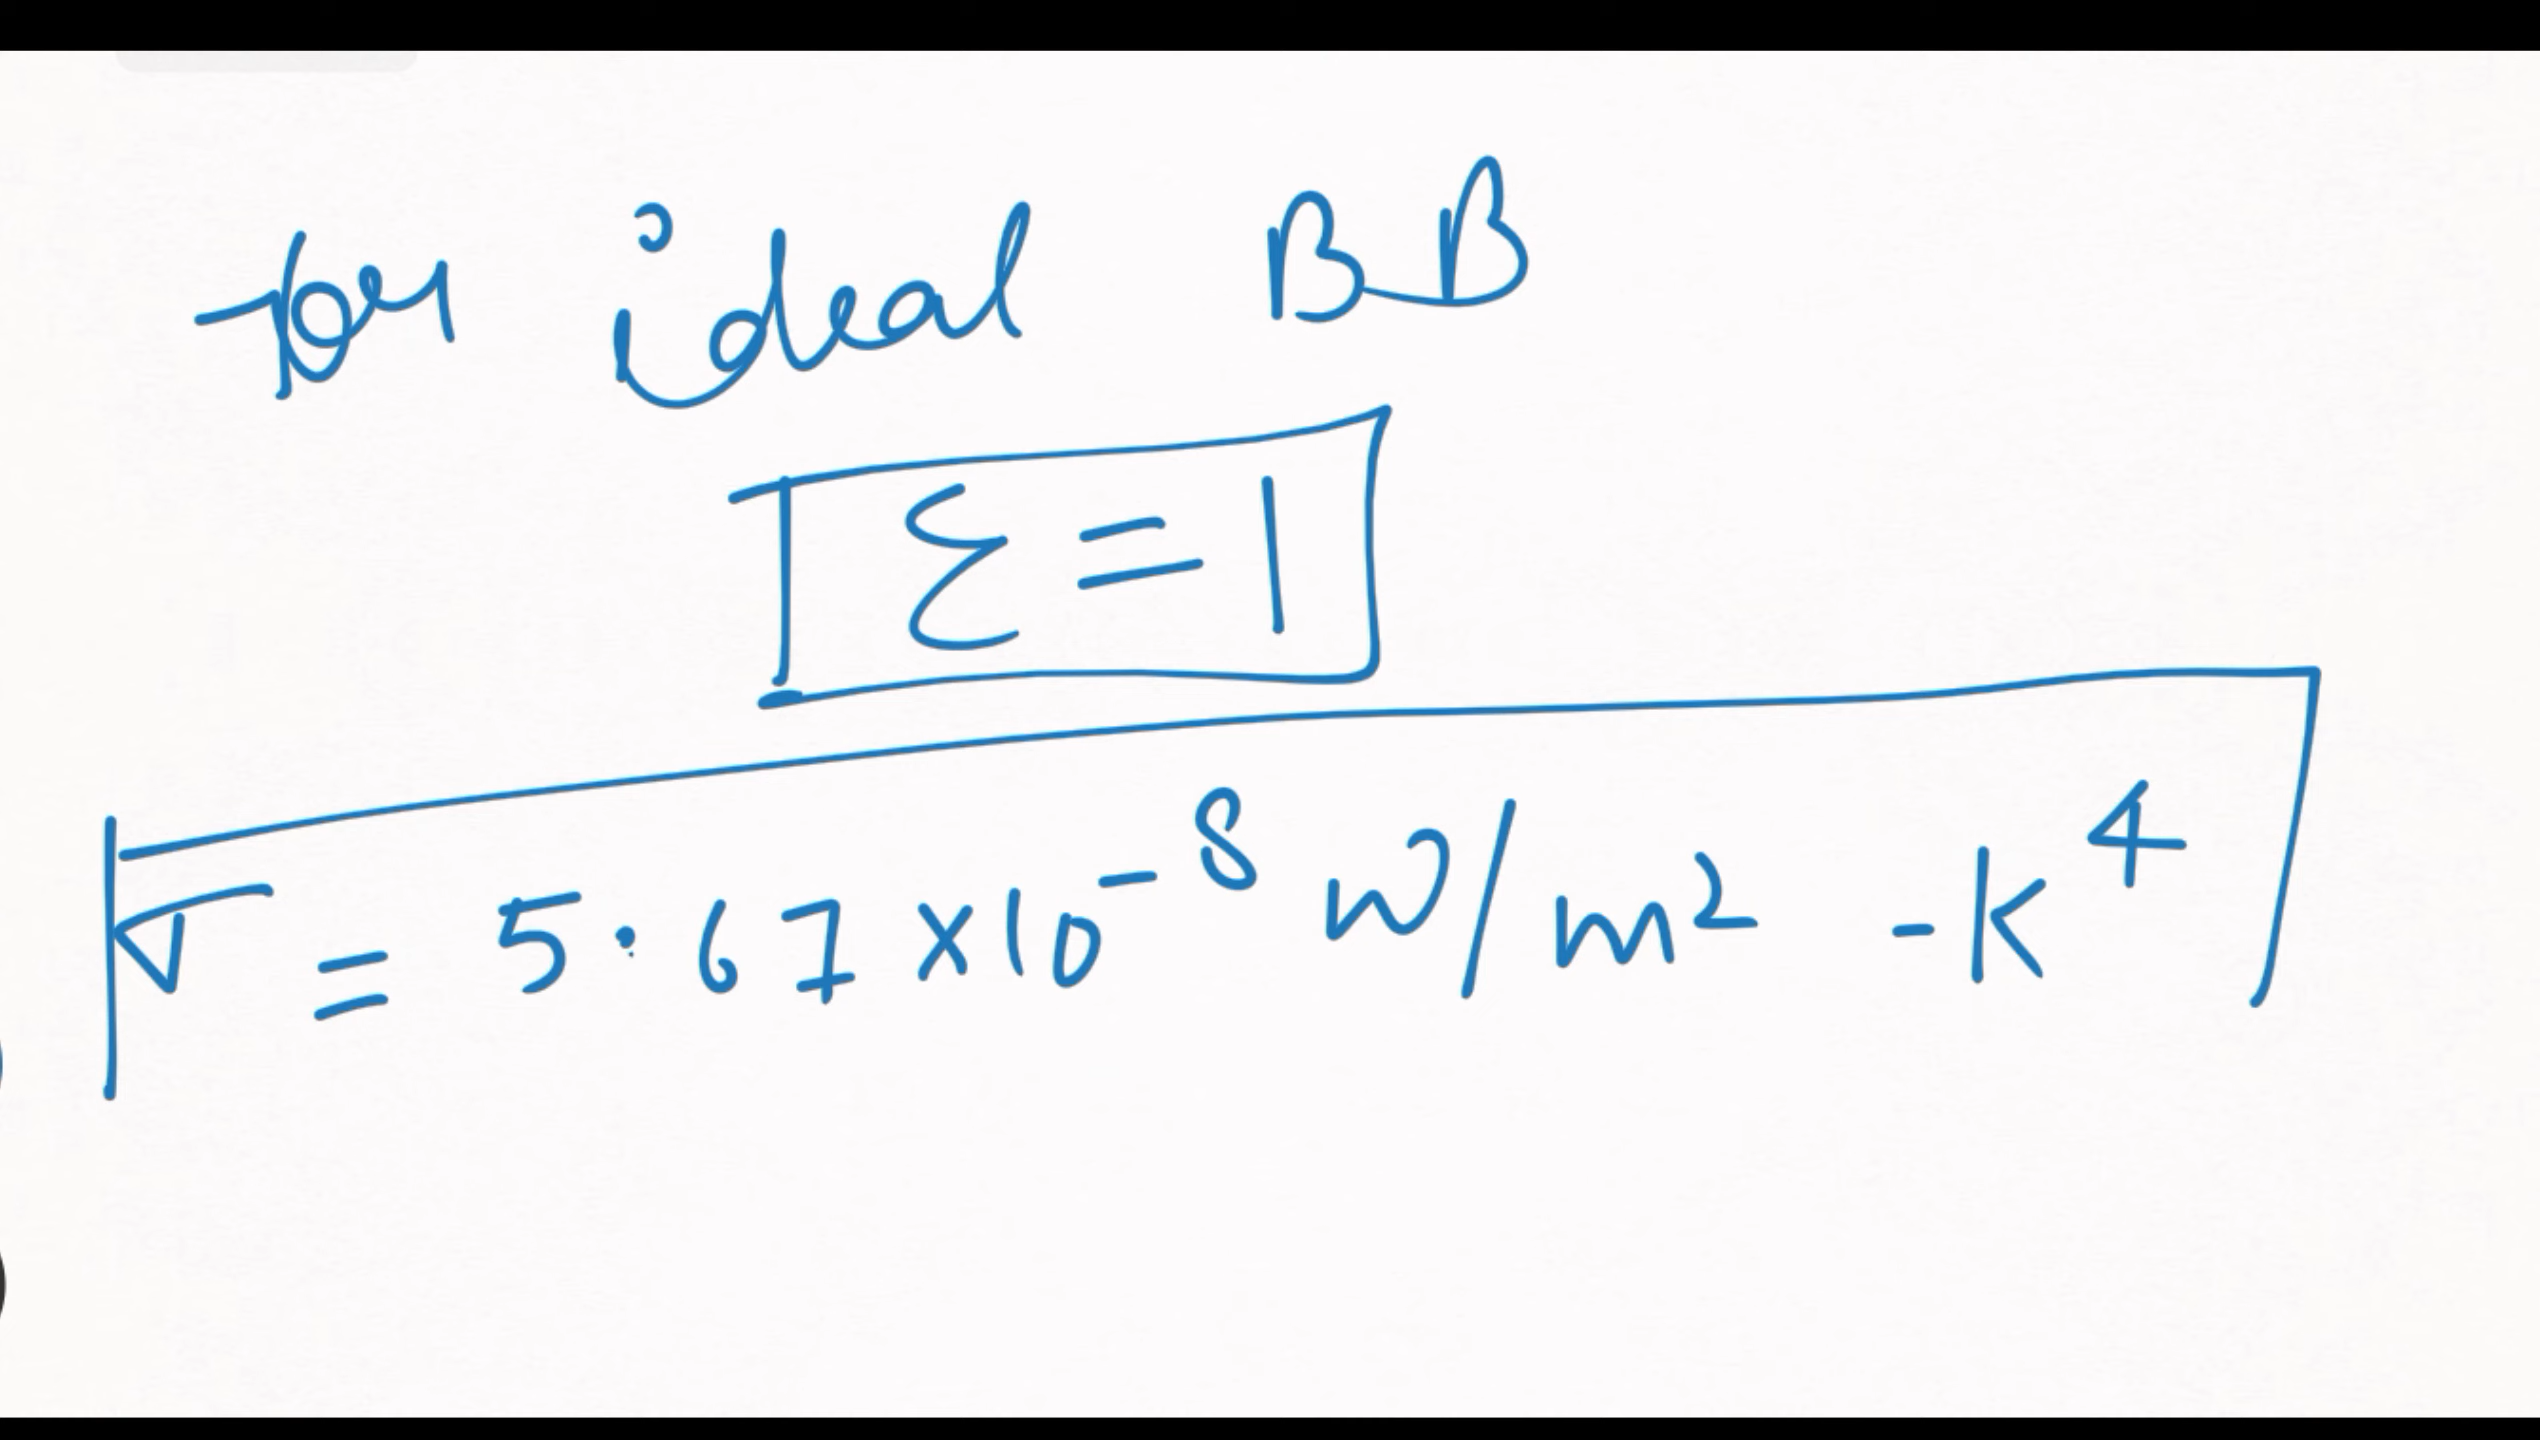 for ideal BB
ε = 1
σ = 5.67 x 10⁻⁸ W/m² - K⁴